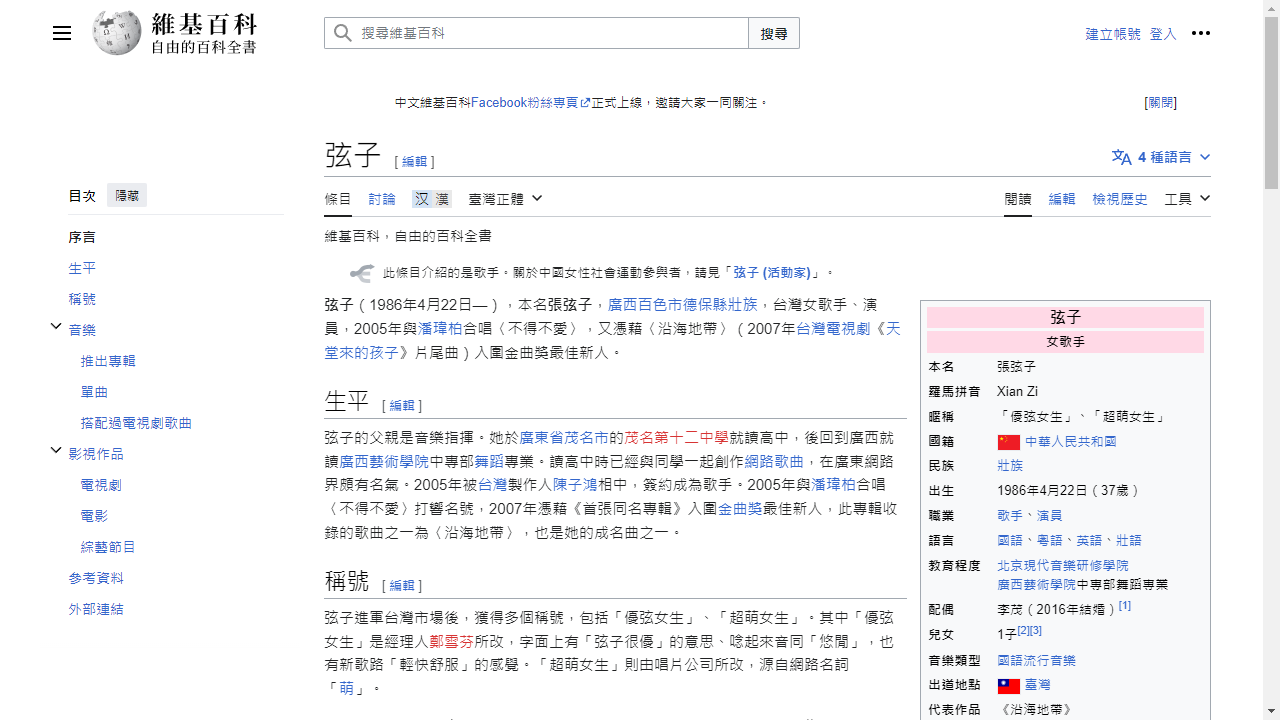 維基百科
自由的百科全書
搜尋維基百科
搜尋
建立帳號 登入
中文維基百科Facebook粉絲專頁正式上線，邀請大家一同關注。
[關閉]
弦子 [ 編輯 ]
4 種語言
目次 隱藏
序言
生平
稱號
音樂
推出專輯
單曲
搭配過電視劇歌曲
影視作品
電視劇
電影
綜藝節目
參考資料
外部連結
條目 討論 汉 漢 臺灣正體
閱讀 編輯 檢視歷史 工具
維基百科，自由的百科全書
此條目介紹的是歌手。關於中國女性社會運動參與者，請見「弦子 (活動家)」。
弦子（1986年4月22日—），本名張弦子，廣西百色市德保縣壯族，台灣女歌手、演
員，2005年與潘瑋柏合唱〈不得不愛〉，又憑藉〈沿海地帶〉（2007年台灣電視劇《天
堂來的孩子》片尾曲）入圍金曲獎最佳新人。
生平 [ 編輯 ]
弦子的父親是音樂指揮。她於廣東省茂名市的茂名第十二中學就讀高中，後回到廣西就
讀廣西藝術學院中專部舞蹈專業。讀高中時已經與同學一起創作網路歌曲，在廣東網路
界頗有名氣。2005年被台灣製作人陳子鴻相中，簽約成為歌手。2005年與潘瑋柏合唱
〈不得不愛〉打響名號，2007年憑藉《首張同名專輯》入圍金曲獎最佳新人，此專輯收
錄的歌曲之一為〈沿海地帶〉，也是她的成名曲之一。
稱號 [ 編輯 ]
弦子進軍台灣市場後，獲得多個稱號，包括「優弦女生」、「超萌女生」。其中「優弦
女生」是經理人鄭雪芬所改，字面上有「弦子很優」的意思、唸起來音同「悠閒」，也
有新歌路「輕快舒服」的感覺。「超萌女生」則由唱片公司所改，源自網路名詞
「萌」。
弦子
女歌手
本名 張弦子
羅馬拼音 Xian Zi
暱稱 「優弦女生」、「超萌女生」
國籍 中華人民共和國
民族 壯族
出生 1986年4月22日（37歲）
職業 歌手、演員
語言 國語、粵語、英語、壯語
教育程度 北京現代音樂研修學院
廣西藝術學院中專部舞蹈專業
配偶 李茂（2016年結婚）[1]
兒女 1子[2][3]
音樂類型 國語流行音樂
出道地點 臺灣
代表作品 《沿海地帶》